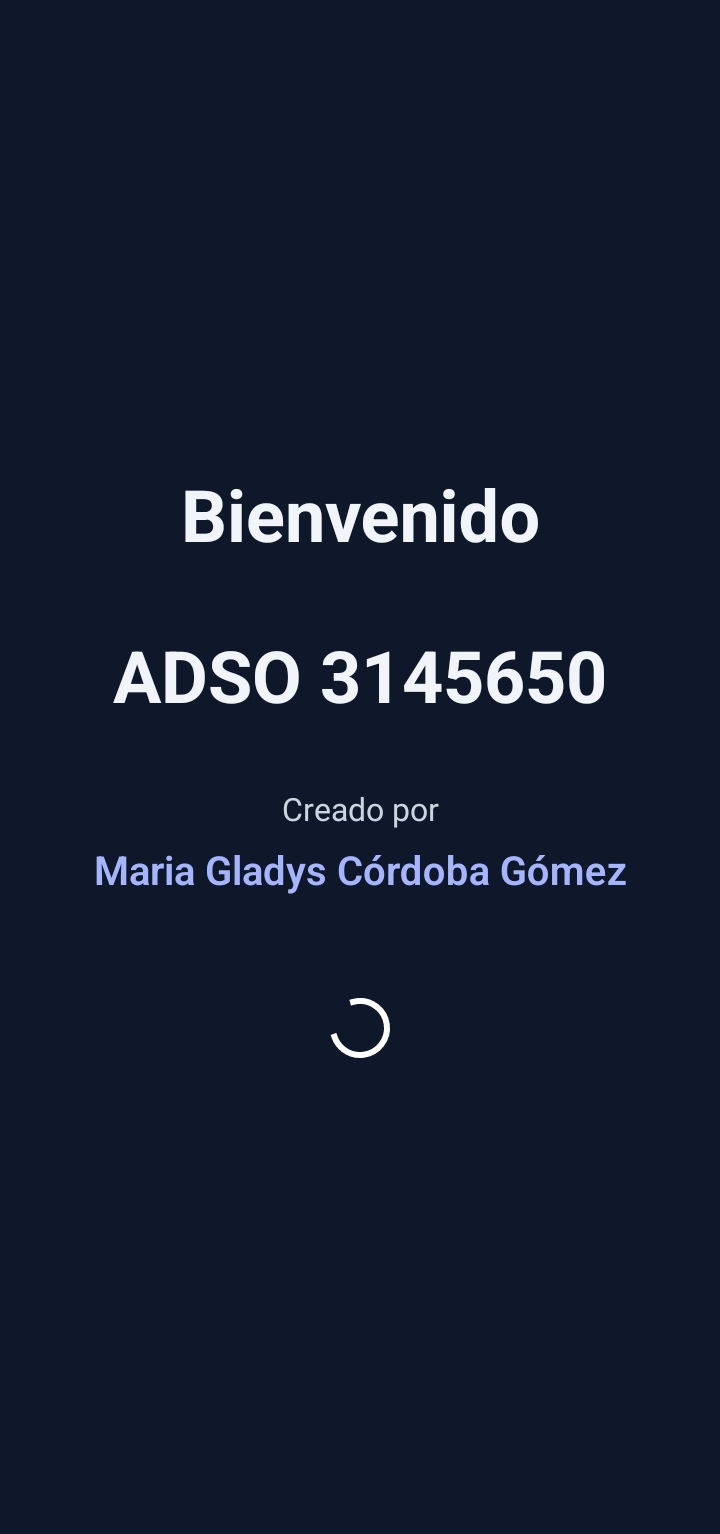 Bienvenido
ADSO 3145650
Creado por
Maria Gladys Córdoba Gómez